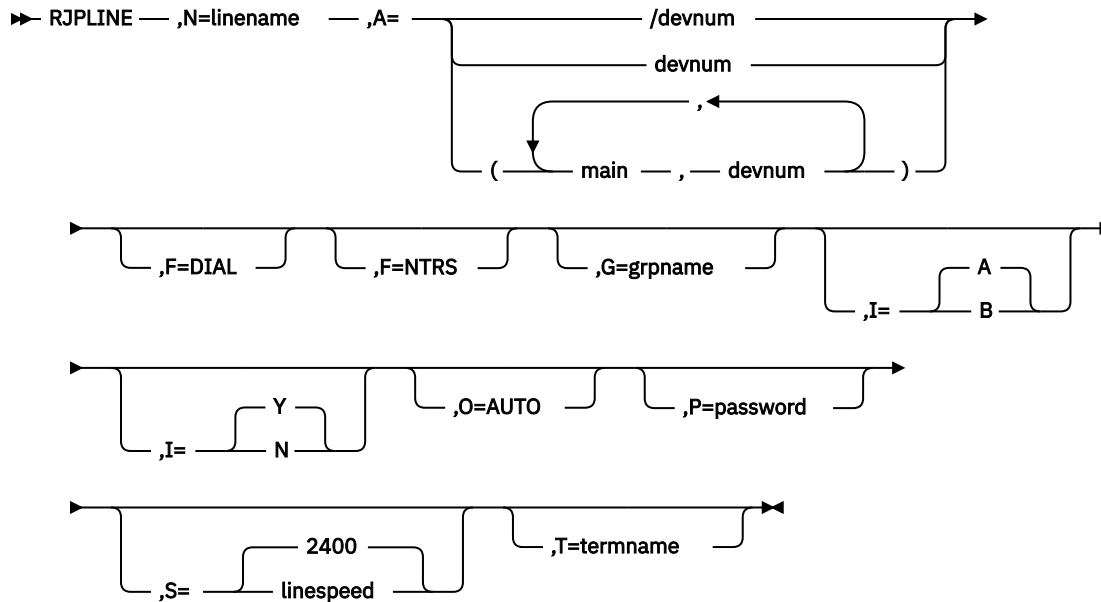 RJPLINE ,N=linename ,A= /devnum
devnum
,
( main , devnum )
,F=DIAL ,F=NTRS ,G=grpname
A
,I= B
Y
,O=AUTO ,P=password
,I= N
2400
,T=termname
,S= linespeed